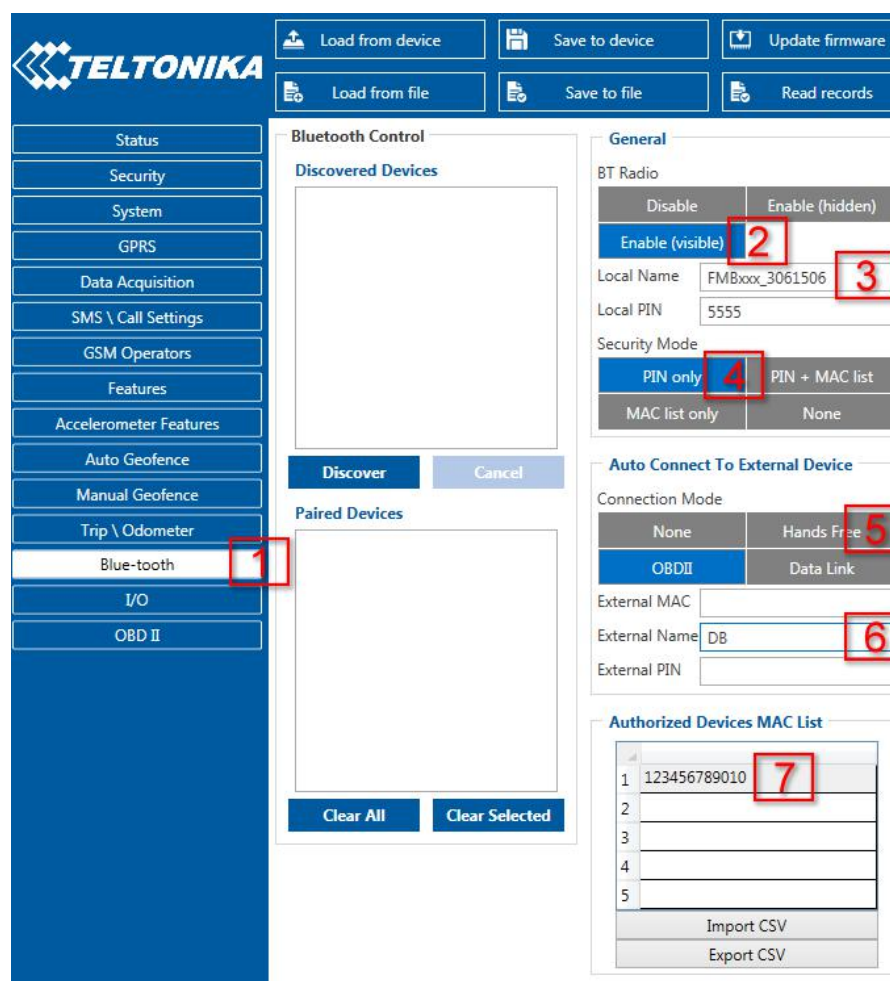 TELTONIKA
Load from device
Save to device
Update firmware
Load from file
Save to file
Read records
Status
Security
System
GPRS
Data Acquisition
SMS \ Call Settings
GSM Operators
Features
Accelerometer Features
Auto Geofence
Manual Geofence
Trip \ Odometer
Blue-tooth 1
I/O
OBD II
Bluetooth Control
Discovered Devices
Discover Cancel
Paired Devices
Clear All Clear Selected
General
BT Radio
Disable Enable (hidden)
Enable (visible) 2
Local Name FMBxxx_3061506 3
Local PIN 5555
Security Mode
PIN only 4 PIN + MAC list
MAC list only None
Auto Connect To External Device
Connection Mode
None Hands Free 5
OBDII Data Link
External MAC
External Name DB 6
External PIN
Authorized Devices MAC List
1 123456789010 7
2
3
4
5
Import CSV
Export CSV